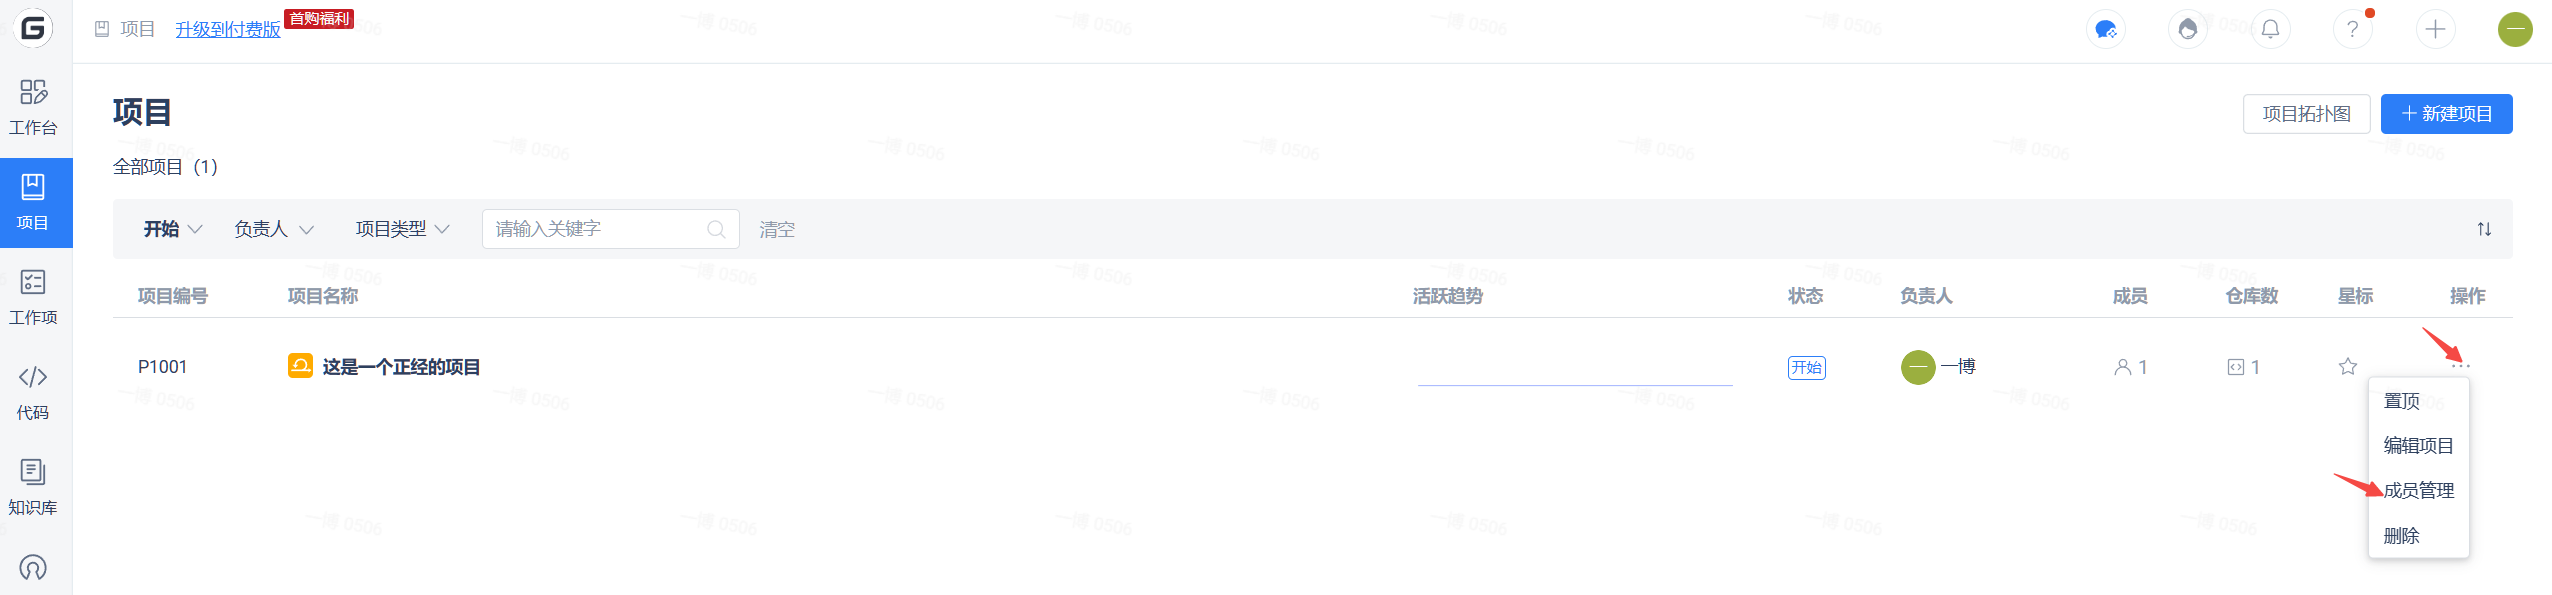 项目 升级到付费版 首购福利
工作台
项目
工作项
代码
知识库
项目
项目拓扑图 新建项目
全部项目（1）
开始 负责人 项目类型 请输入关键字 清空
项目编号 项目名称 活跃趋势 状态 负责人 成员 仓库数 星标 操作
P1001 这是一个正经的项目 开始 一博 1 1
置顶
编辑项目
成员管理
删除
一博 0506